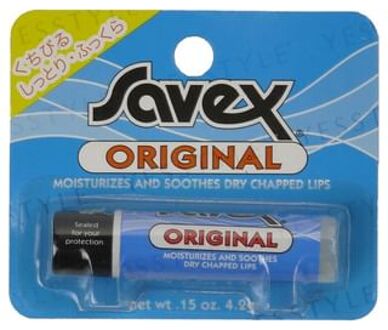 くちびる
しっとり・ふっくら
YESSTYLE
savex®
ORIGINAL
MOISTURIZES AND SOOTHES DRY CHAPPED LIPS
Sealed
for your
protection
ORIGINAL
MOISTURIZES AND SOOTHES
DRY CHAPPED LIPS
net wt .15 oz. 4.2g